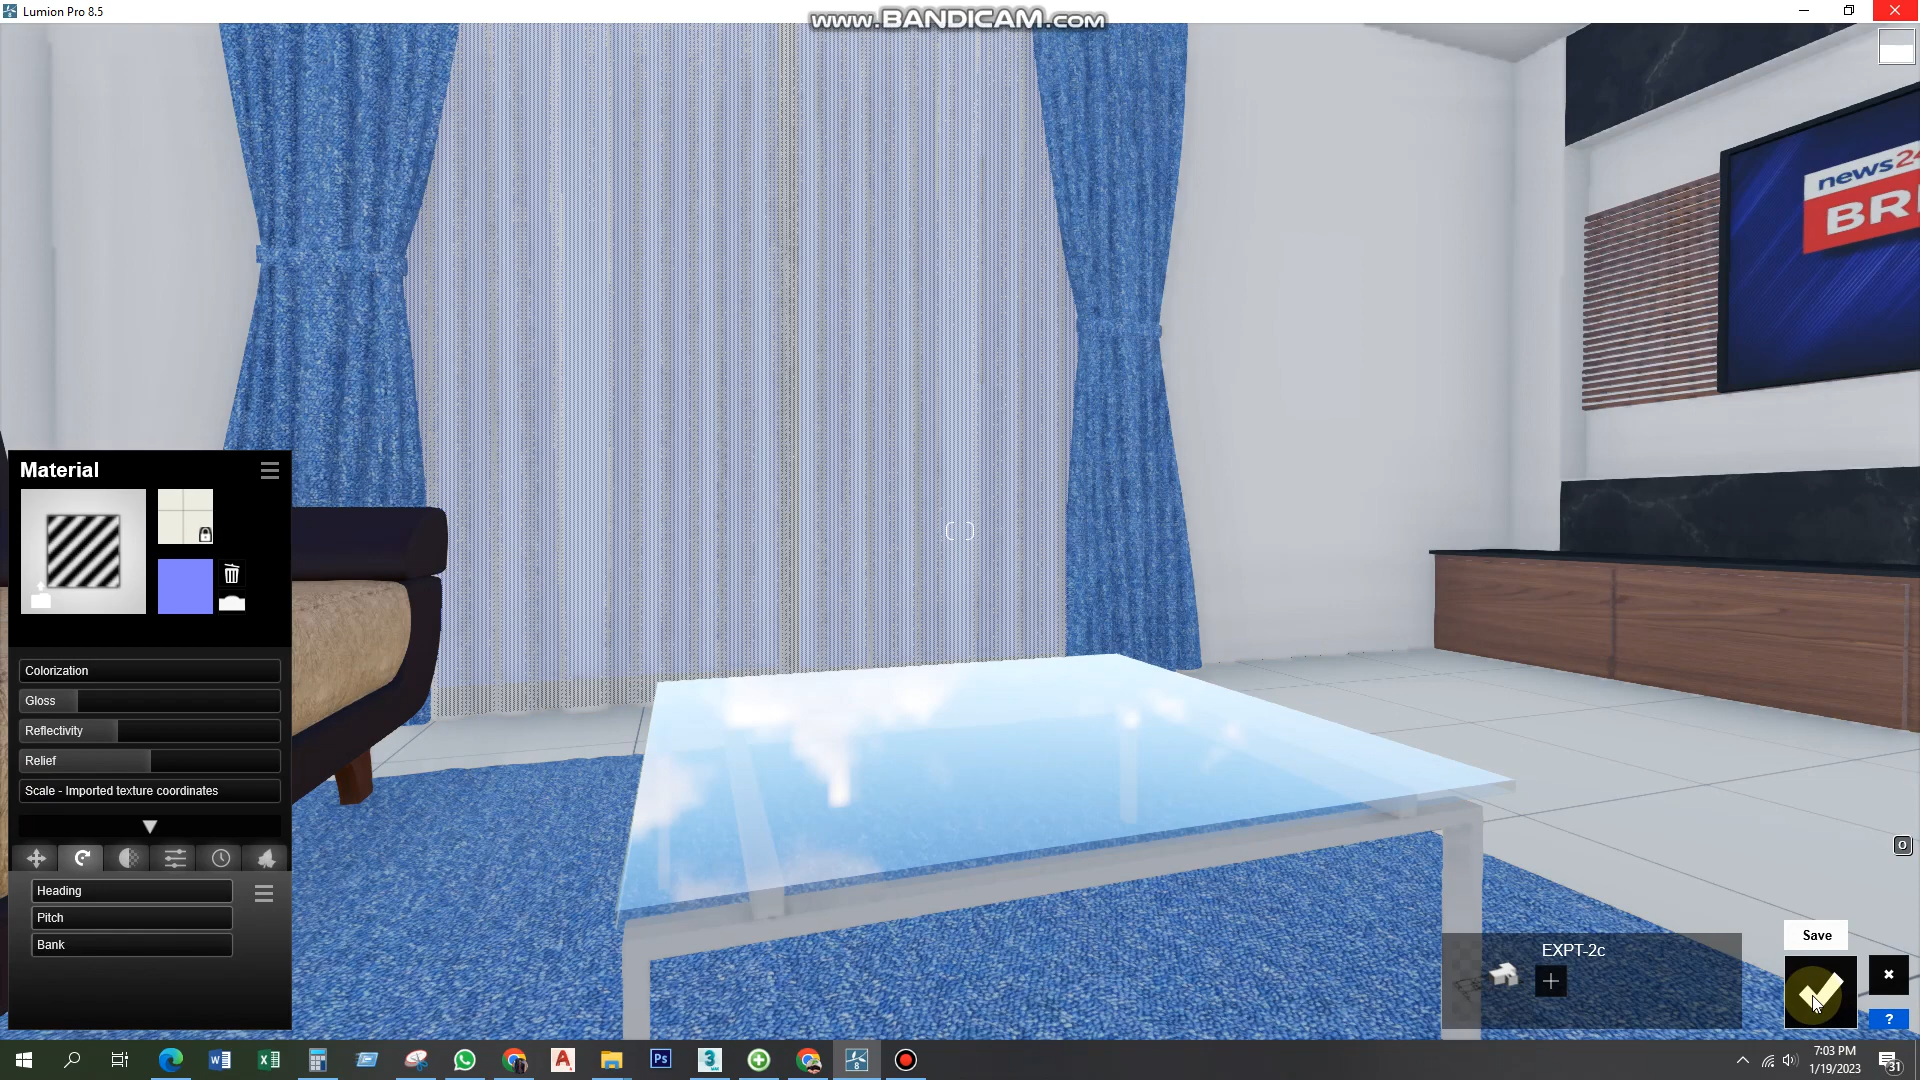 Lumion Pro 8.5
www.BANDICAM.com
news24
BR
Material
Colorization
Gloss
Reflectivity
Relief
Scale - Imported texture coordinates
Heading
Pitch
Bank
O
EXPT-2c
Save
?
7:03 PM
1/19/2023
31